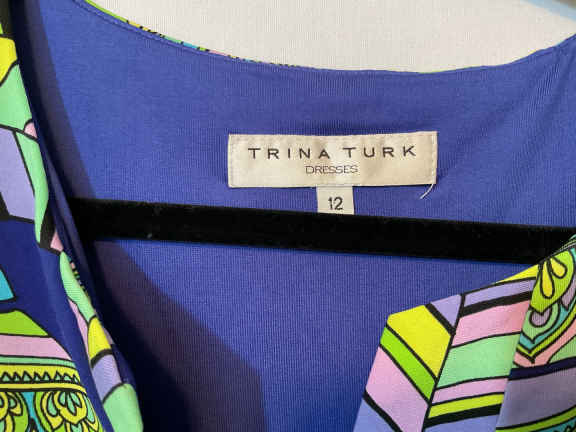 TRINA TURK
DRESSES
12